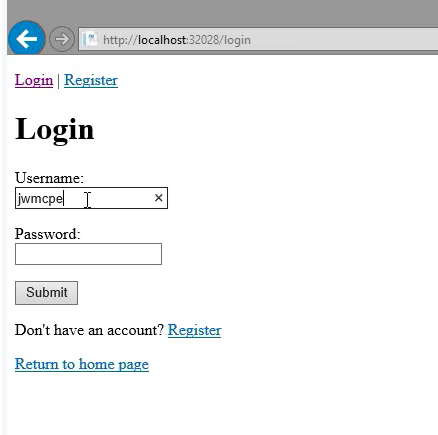 http://localhost:32028/login
Login | Register
Login
Username:
jwmcpe
Password:
Submit
Don't have an account? Register
Return to home page